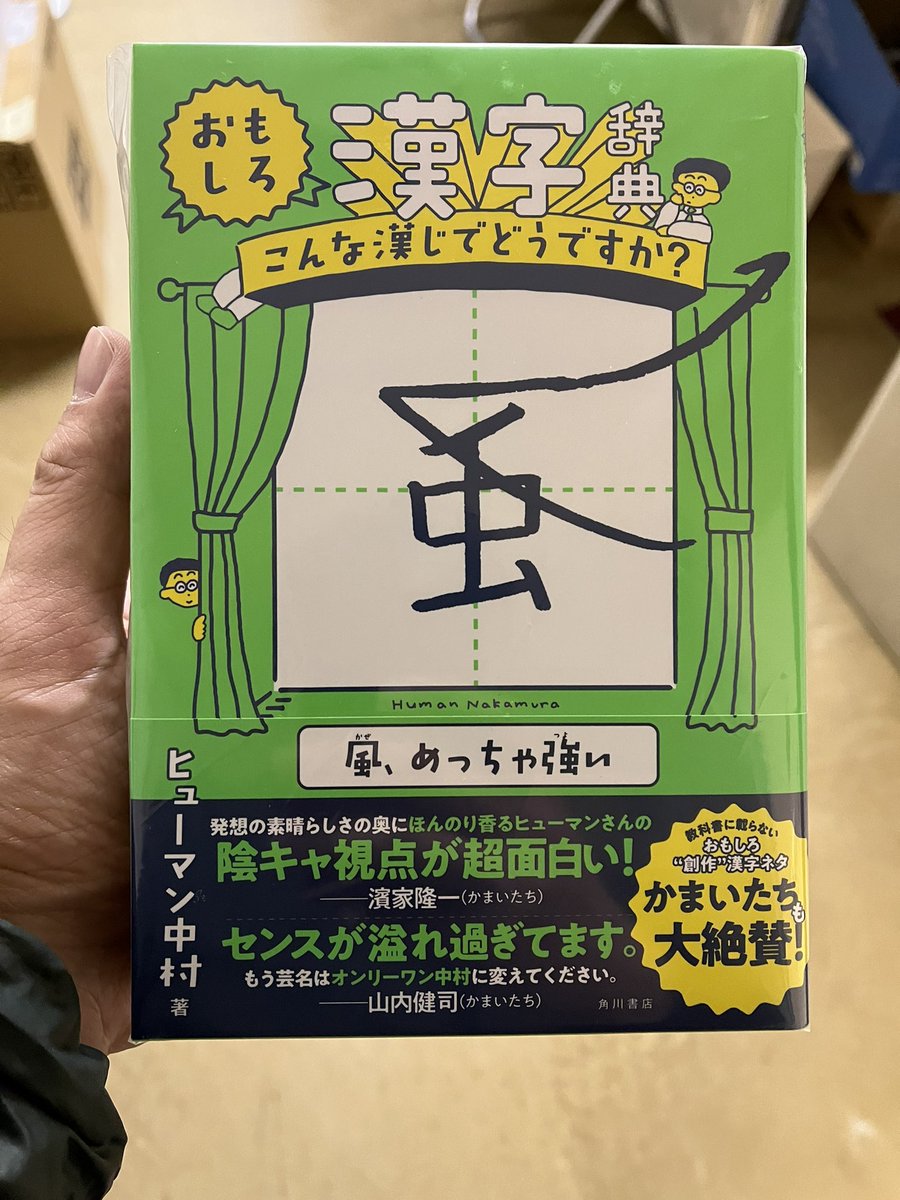 おもしろ
漢字辞典
こんな漢じでどうですか?
Human Nakamura
かぜ つよ
風、めっちゃ強い
ヒューマン中村 著
発想の素晴らしさの奥にほんのり香るヒューマンさんの
陰キャ視点が超面白い!
——濱家隆一(かまいたち)
センスが溢れ過ぎてます。
もう芸名はオンリーワン中村に変えてください。
——山内健司(かまいたち)
教科書に載らない
おもしろ
“創作”漢字ネタ
かまいたちも
大絶賛!
角川書店